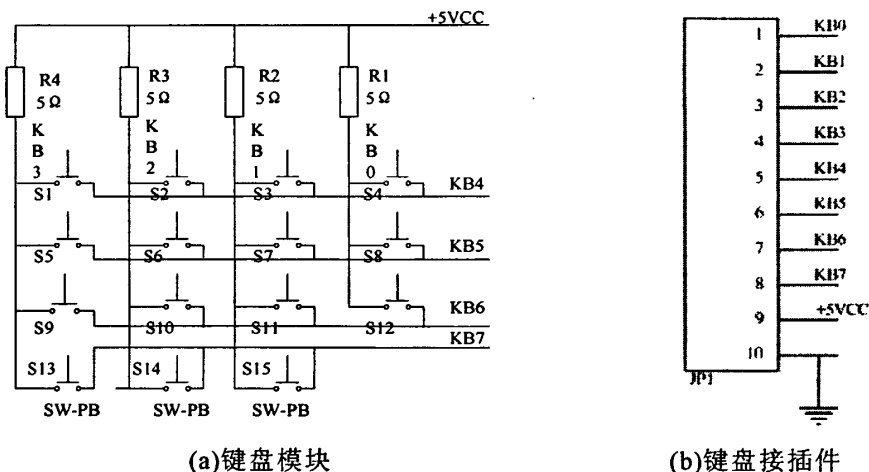 +5VCC
R4
5Ω
R3
5Ω
R2
5Ω
R1
5Ω
K
B
3
K
B
2
K
B
1
K
B
0
S1
S2
S3
S4
KB4
S5
S6
S7
S8
KB5
S9
S10
S11
S12
KB6
KB7
S13
S14
S15
SW-PB
SW-PB
SW-PB
(a)键盘模块
1
KB0
2
KB1
3
KB2
4
KB3
5
KB4
6
KB5
7
KB6
8
KB7
9
+5VCC
10
JP1
(b)键盘接插件